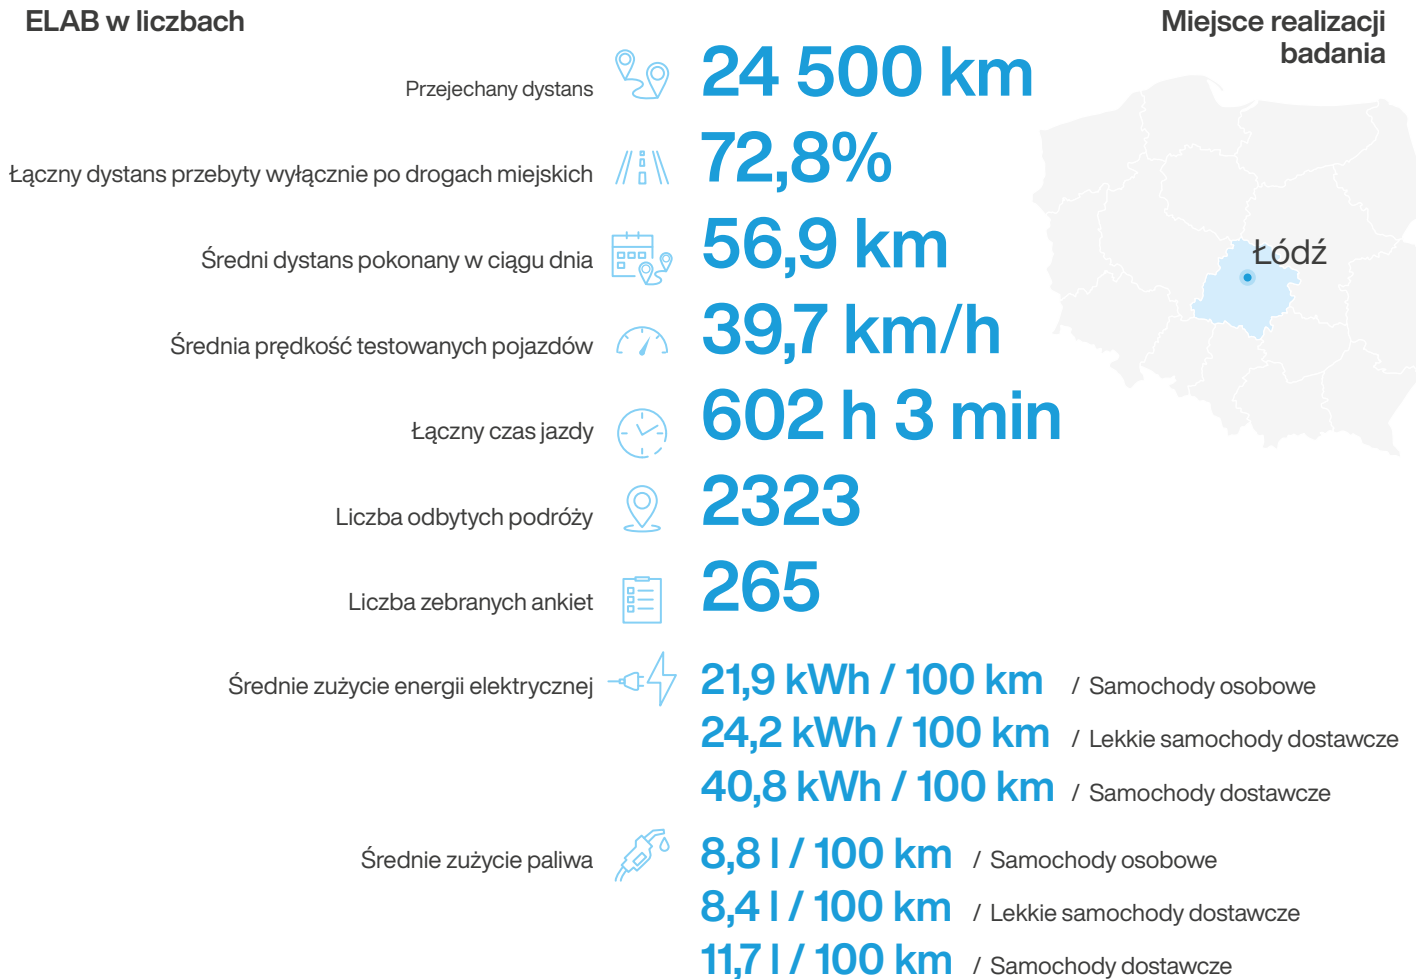 ELAB w liczbach
Miejsce realizacji
badania
Przejechany dystans
24 500 km
Łączny dystans przebyty wyłącznie po drogach miejskich
72,8%
Średni dystans pokonany w ciągu dnia
56,9 km
Łódź
Średnia prędkość testowanych pojazdów
39,7 km/h
Łączny czas jazdy
602 h 3 min
Liczba odbytych podróży
2323
Liczba zebranych ankiet
265
Średnie zużycie energii elektrycznej
21,9 kWh / 100 km / Samochody osobowe
24,2 kWh / 100 km / Lekkie samochody dostawcze
40,8 kWh / 100 km / Samochody dostawcze
Średnie zużycie paliwa
8,8 l / 100 km / Samochody osobowe
8,4 l / 100 km / Lekkie samochody dostawcze
11,7 l / 100 km / Samochody dostawcze